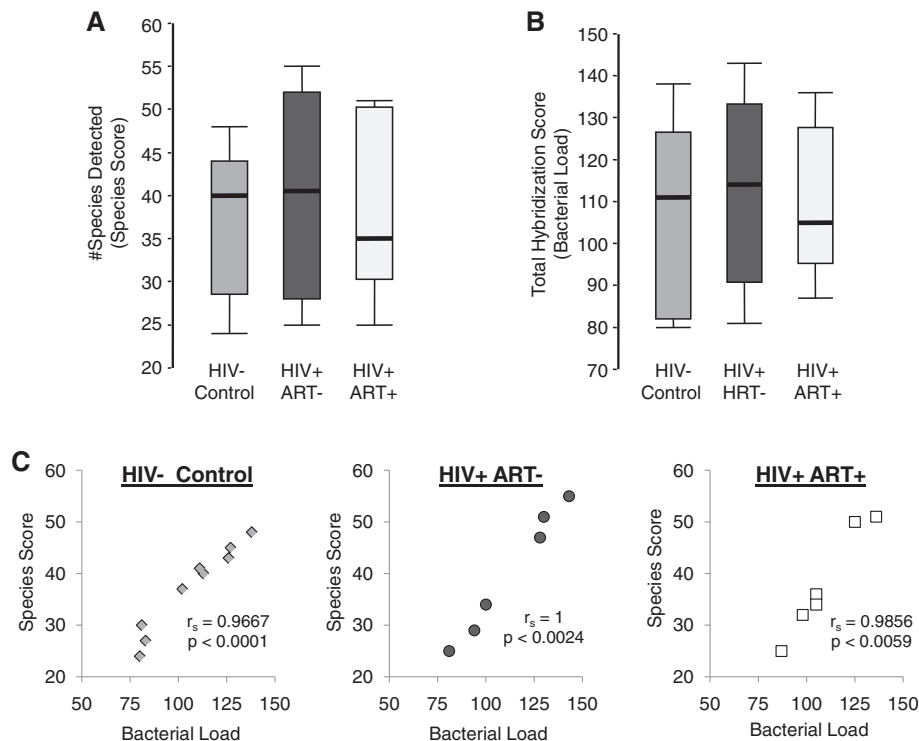 A
#Species Detected
(Species Score)
60
55
50
45
40
35
30
25
20
HIV-
Control
HIV+
ART-
HIV+
ART+
B
Total Hybridization Score
(Bacterial Load)
150
140
130
120
110
100
90
80
70
HIV-
Control
HIV+
HRT-
HIV+
ART+
C
HIV- Control
Species Score
60
50
40
30
20
rs = 0.9667
p < 0.0001
50 75 100 125 150
Bacterial Load
HIV+ ART-
Species Score
60
50
40
30
20
rs = 1
p < 0.0024
50 75 100 125 150
Bacterial Load
HIV+ ART+
Species Score
60
50
40
30
20
rs = 0.9856
p < 0.0059
50 75 100 125 150
Bacterial Load